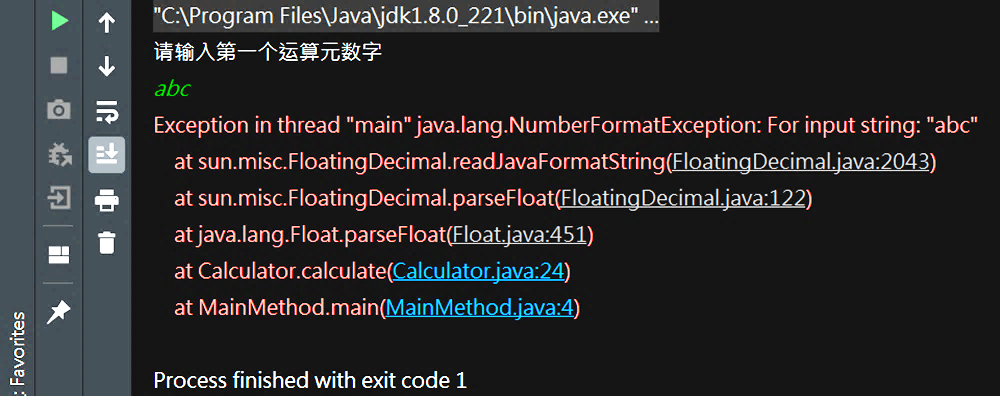 "C:\Program Files\Java\jdk1.8.0_221\bin\java.exe" ...
请输入第一个运算元数字
abc
Exception in thread "main" java.lang.NumberFormatException: For input string: "abc"
at sun.misc.FloatingDecimal.readJavaFormatString(FloatingDecimal.java:2043)
at sun.misc.FloatingDecimal.parseFloat(FloatingDecimal.java:122)
at java.lang.Float.parseFloat(Float.java:451)
at Calculator.calculate(Calculator.java:24)
at MainMethod.main(MainMethod.java:4)
Process finished with exit code 1
: Favorites